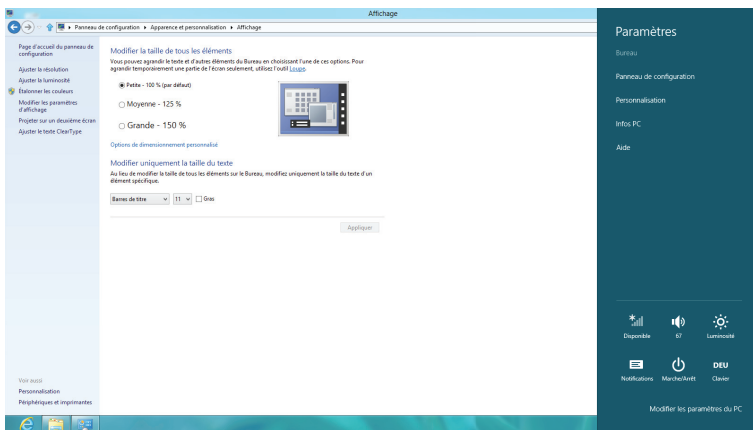 Affichage
Panneau de configuration ▸ Apparence et personnalisation ▸ Affichage
Page d'accueil du panneau de
configuration
Ajuster la résolution
Ajuster la luminosité
Étalonner les couleurs
Modifier les paramètres
d'affichage
Projeter sur un deuxième écran
Ajuster le texte ClearType
Voir aussi
Personnalisation
Périphériques et imprimantes
Modifier la taille de tous les éléments
Vous pouvez agrandir le texte et d'autres éléments du Bureau en choisissant l'une de ces options. Pour
agrandir temporairement une partie de l'écran seulement, utilisez l'outil Loupe.
Petite - 100 % (par défaut)
Moyenne - 125 %
Grande - 150 %
Options de dimensionnement personnalisé
Modifier uniquement la taille du texte
Au lieu de modifier la taille de tous les éléments sur le Bureau, modifiez uniquement la taille du texte d'un
élément spécifique.
Barres de titre 11 Gras
Appliquer
Paramètres
Bureau
Panneau de configuration
Personnalisation
Infos PC
Aide
Disponible 67 Luminosité
DEU
Notifications Marche/Arrêt Clavier
Modifier les paramètres du PC